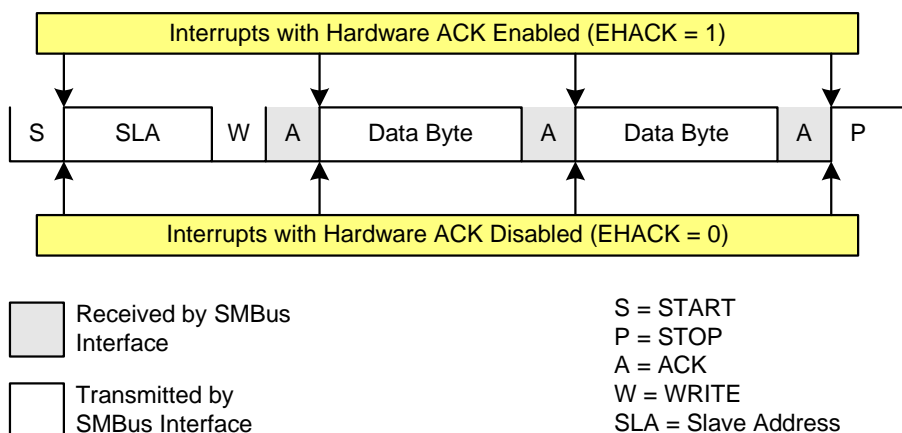 Interrupts with Hardware ACK Enabled (EHACK = 1)
S SLA W A Data Byte A Data Byte A P
Interrupts with Hardware ACK Disabled (EHACK = 0)
Received by SMBus
Interface
Transmitted by
SMBus Interface
S = START
P = STOP
A = ACK
W = WRITE
SLA = Slave Address